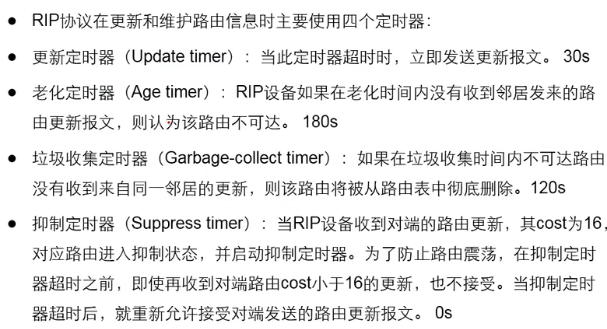 RIP协议在更新和维护路由信息时主要使用四个定时器：
更新定时器（Update timer）：当此定时器超时时，立即发送更新报文。 30s
老化定时器（Age timer）：RIP设备如果在老化时间内没有收到邻居发来的路
由更新报文，则认为该路由不可达。 180s
垃圾收集定时器（Garbage-collect timer）：如果在垃圾收集时间内不可达路由
没有收到来自同一邻居的更新，则该路由将被从路由表中彻底删除。120s
抑制定时器（Suppress timer）：当RIP设备收到对端的路由更新，其cost为16，
对应路由进入抑制状态，并启动抑制定时器。为了防止路由震荡，在抑制定时
器超时之前，即使再收到对端路由cost小于16的更新，也不接受。当抑制定时
器超时后，就重新允许接受对端发送的路由更新报文。 0s